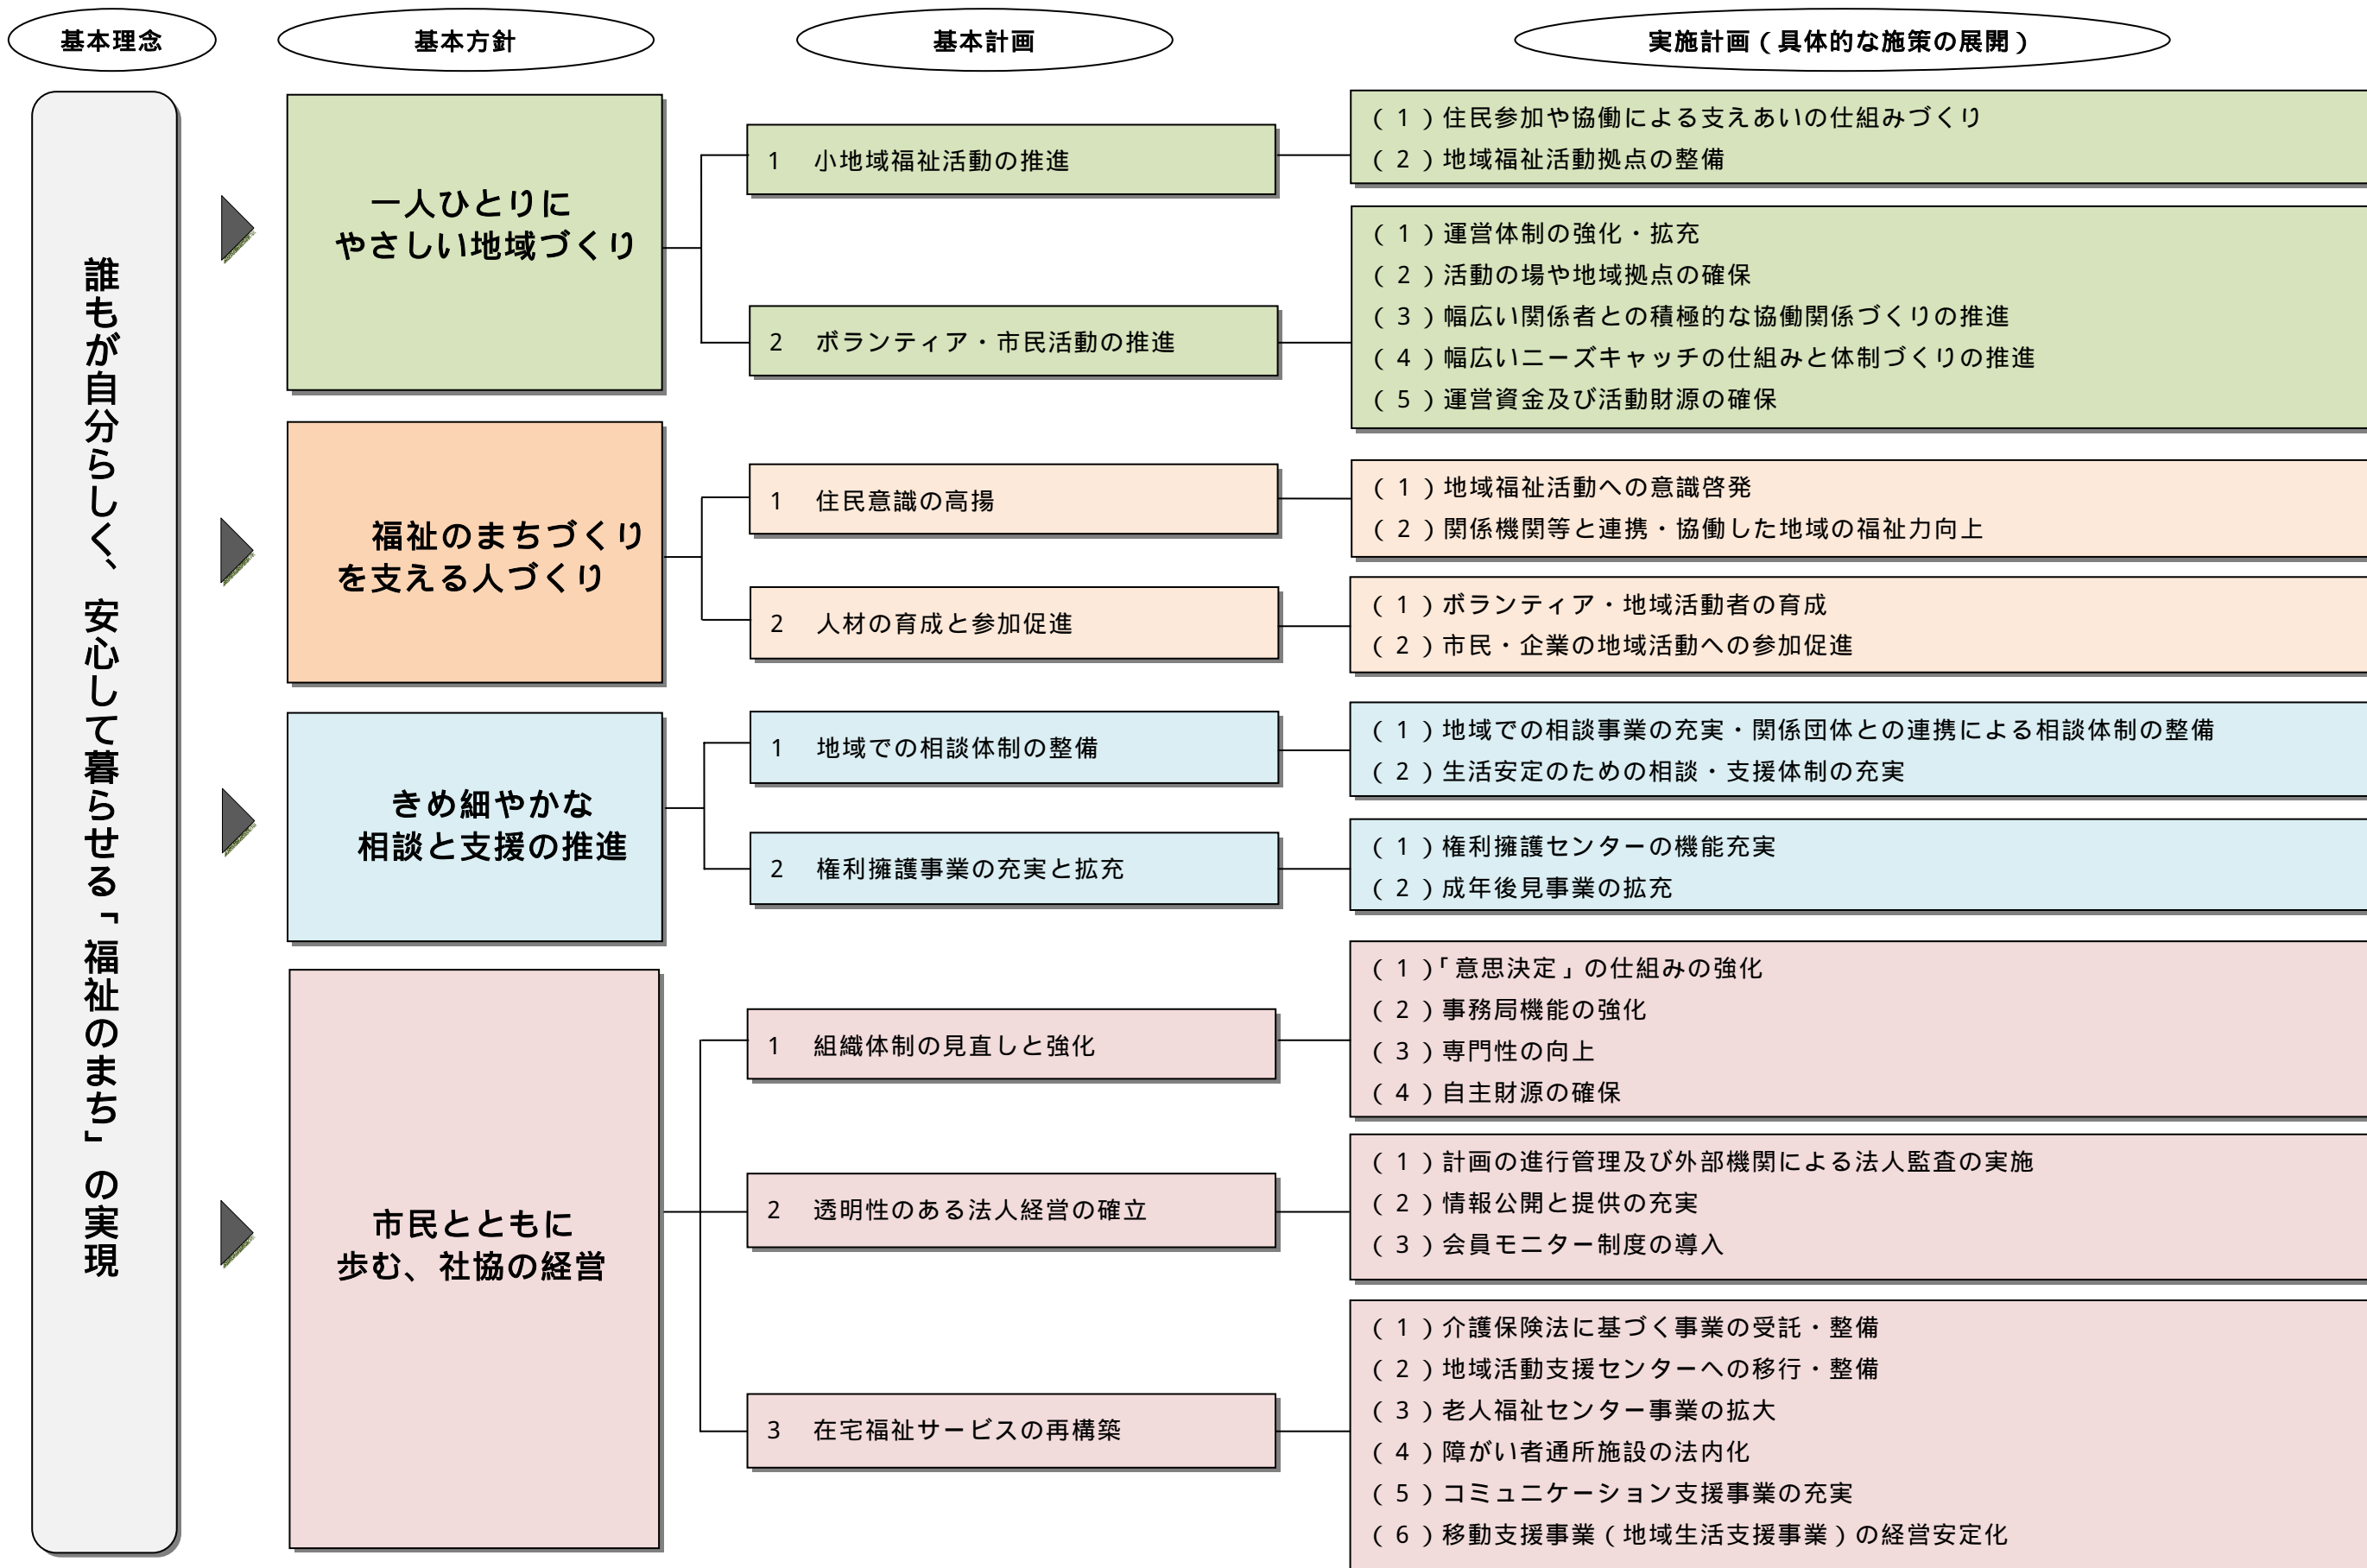 基本理念
基本方針
基本計画
実施計画(具体的な施策の展開)
誰もが自分らしく、安心して暮らせる「福祉のまち」の実現
一人ひとりに
やさしい地域づくり
1 小地域福祉活動の推進
(1)住民参加や協働による支えあいの仕組みづくり
(2)地域福祉活動拠点の整備
2 ボランティア・市民活動の推進
(1)運営体制の強化・拡充
(2)活動の場や地域拠点の確保
(3)幅広い関係者との積極的な協働関係づくりの推進
(4)幅広いニーズキャッチの仕組みと体制づくりの推進
(5)運営資金及び活動財源の確保
福祉のまちづくり
を支える人づくり
1 住民意識の高揚
(1)地域福祉活動への意識啓発
(2)関係機関等と連携・協働した地域の福祉力向上
2 人材の育成と参加促進
(1)ボランティア・地域活動者の育成
(2)市民・企業の地域活動への参加促進
きめ細やかな
相談と支援の推進
1 地域での相談体制の整備
(1)地域での相談事業の充実・関係団体との連携による相談体制の整備
(2)生活安定のための相談・支援体制の充実
2 権利擁護事業の充実と拡充
(1)権利擁護センターの機能充実
(2)成年後見事業の拡充
市民とともに
歩む、社協の経営
1 組織体制の見直しと強化
(1)「意思決定」の仕組みの強化
(2)事務局機能の強化
(3)専門性の向上
(4)自主財源の確保
2 透明性のある法人経営の確立
(1)計画の進行管理及び外部機関による法人監査の実施
(2)情報公開と提供の充実
(3)会員モニター制度の導入
3 在宅福祉サービスの再構築
(1)介護保険法に基づく事業の受託・整備
(2)地域活動支援センターへの移行・整備
(3)老人福祉センター事業の拡大
(4)障がい者通所施設の法内化
(5)コミュニケーション支援事業の充実
(6)移動支援事業(地域生活支援事業)の経営安定化